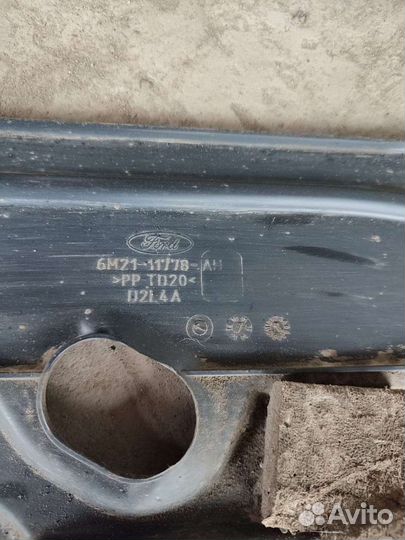 Ford
6M21-11778-AH
>PP TD20<
D2L4A
Avito